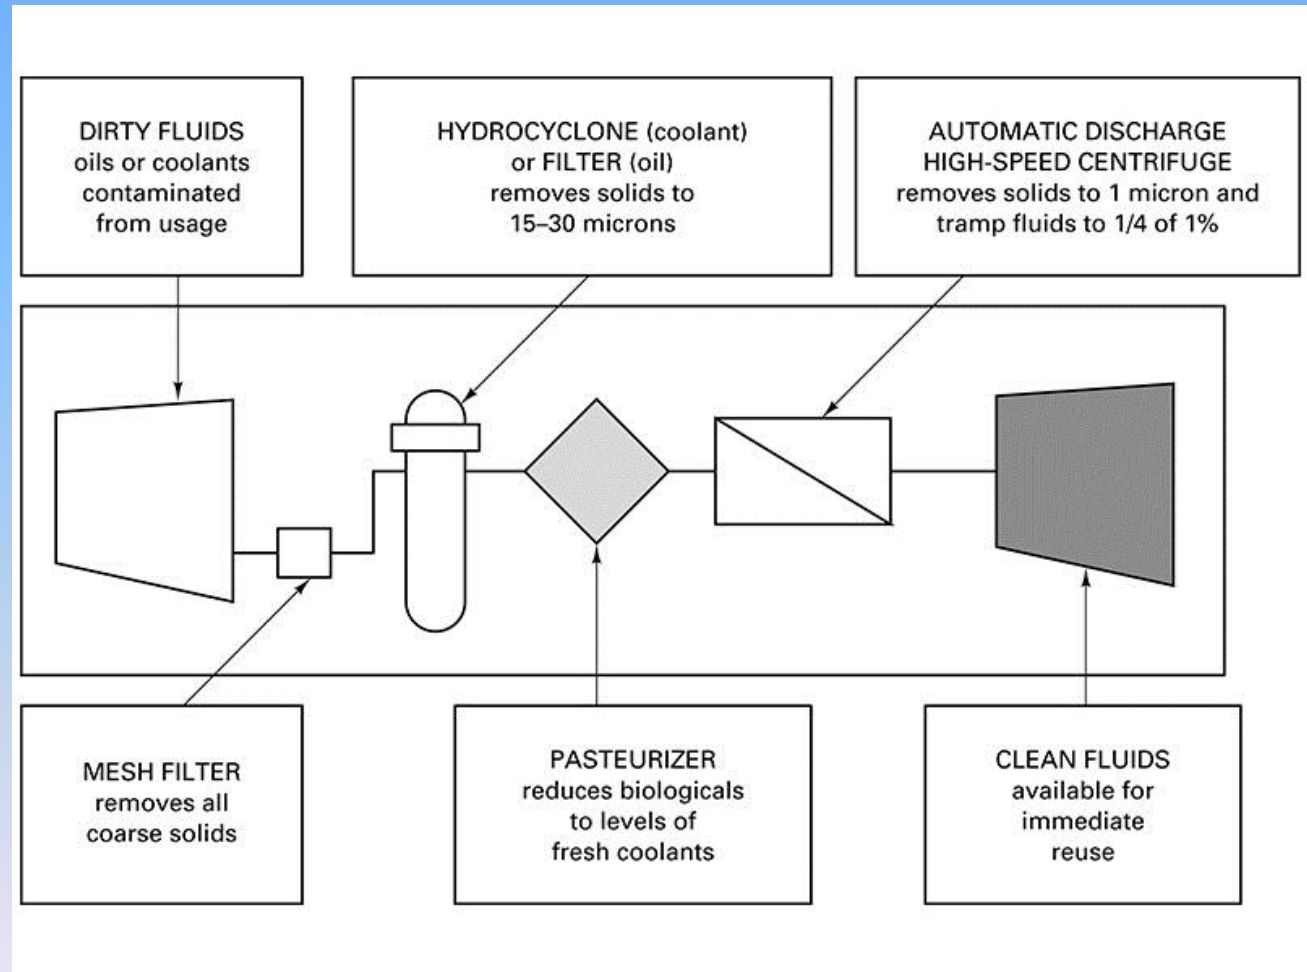 DIRTY FLUIDS
oils or coolants
contaminated
from usage
HYDROCYCLONE (coolant)
or FILTER (oil)
removes solids to
15–30 microns
AUTOMATIC DISCHARGE
HIGH-SPEED CENTRIFUGE
removes solids to 1 micron and
tramp fluids to 1/4 of 1%
MESH FILTER
removes all
coarse solids
PASTEURIZER
reduces biologicals
to levels of
fresh coolants
CLEAN FLUIDS
available for
immediate
reuse